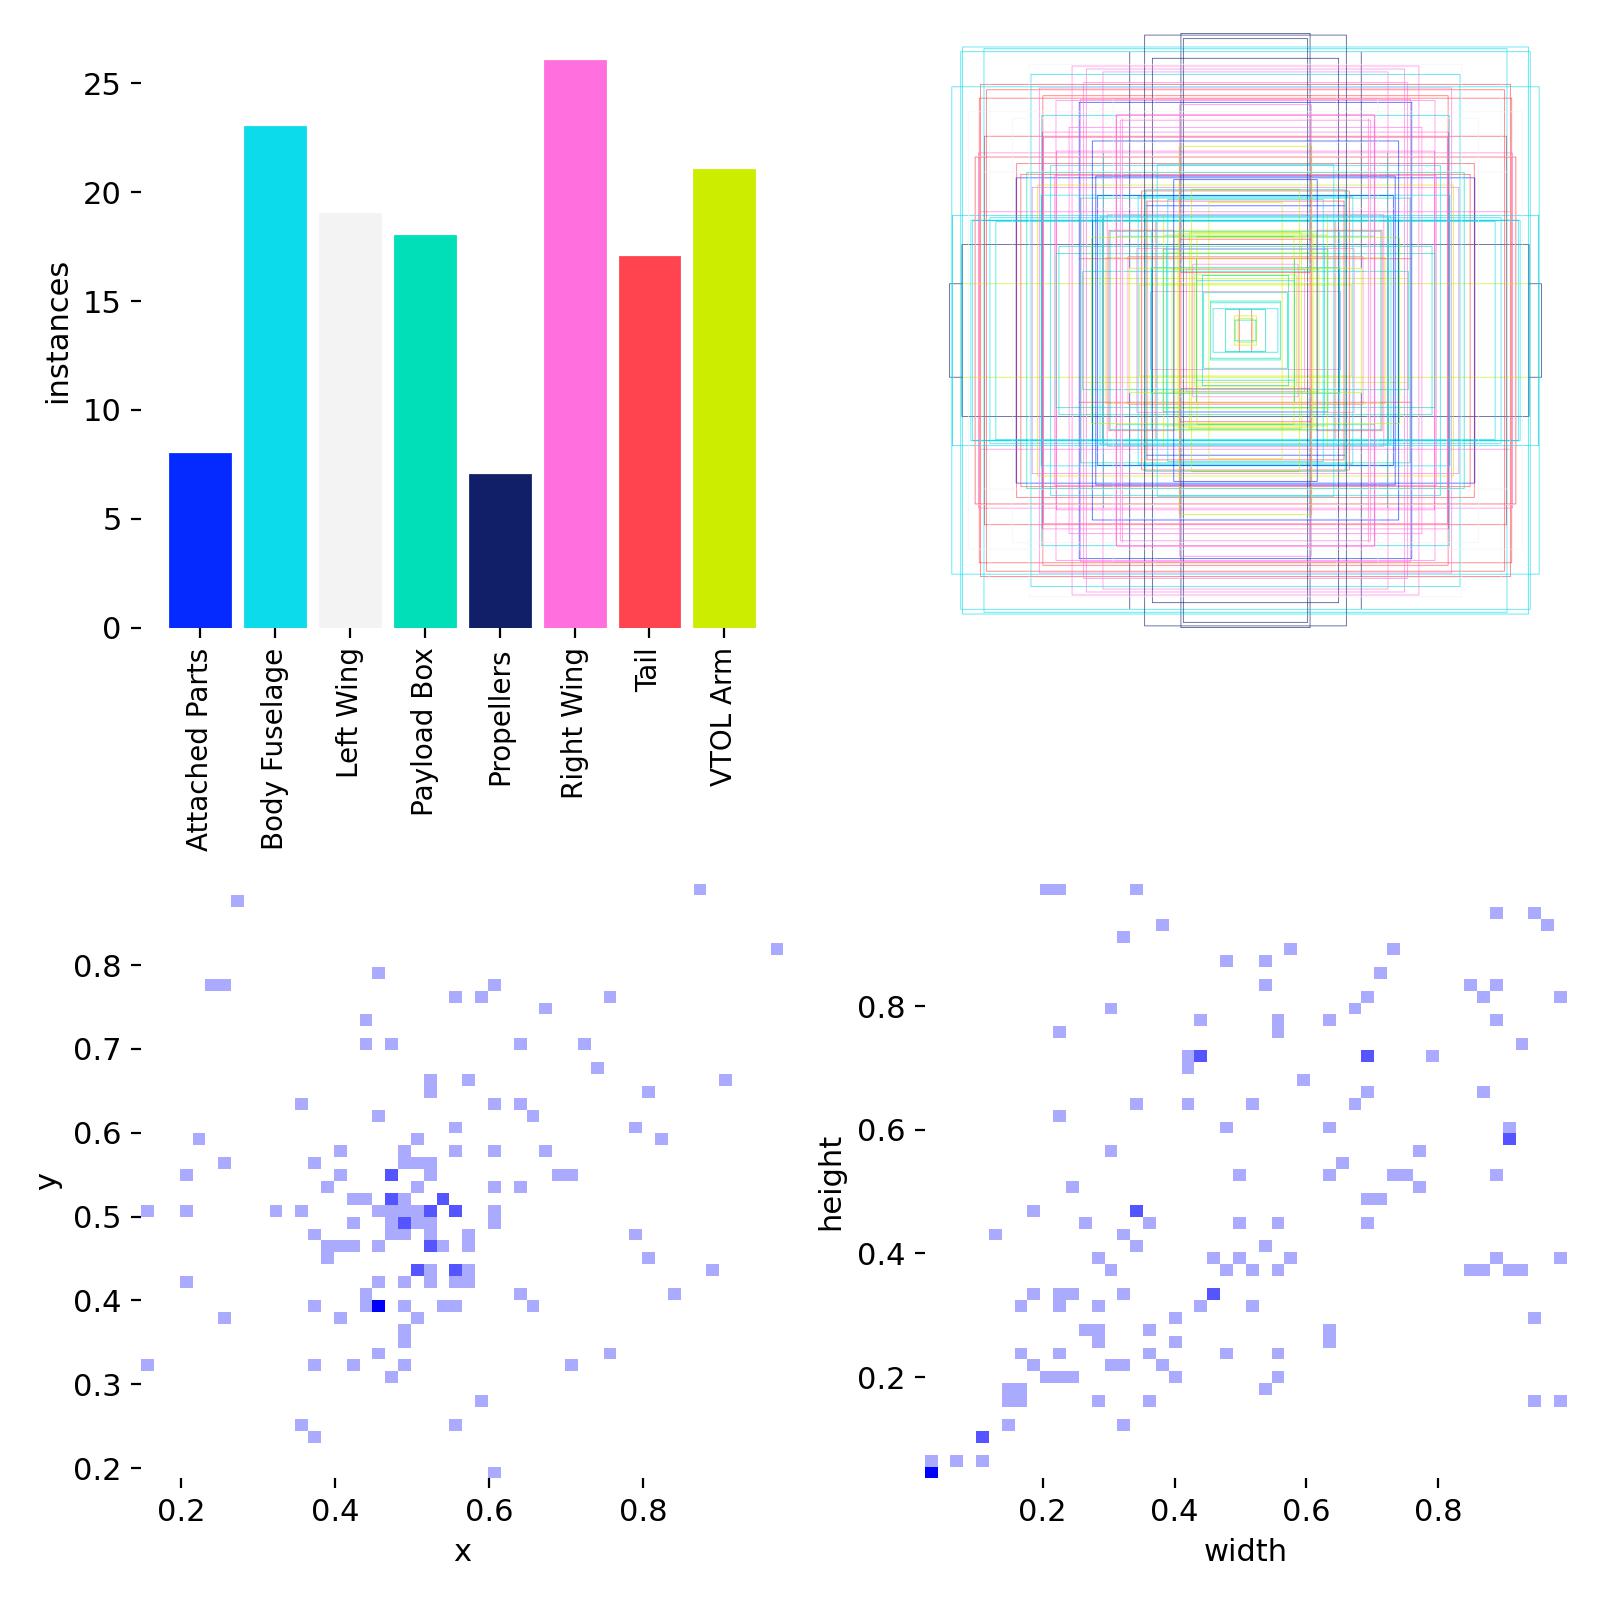 25
20
15
10
5
0
instances
Attached Parts
Body Fuselage
Left Wing
Payload Box
Propellers
Right Wing
Tail
VTOL Arm
0.8
0.7
0.6
0.5
0.4
0.3
0.2
y
0.2 0.4 0.6 0.8
x
0.8
0.6
0.4
0.2
height
0.2 0.4 0.6 0.8
width